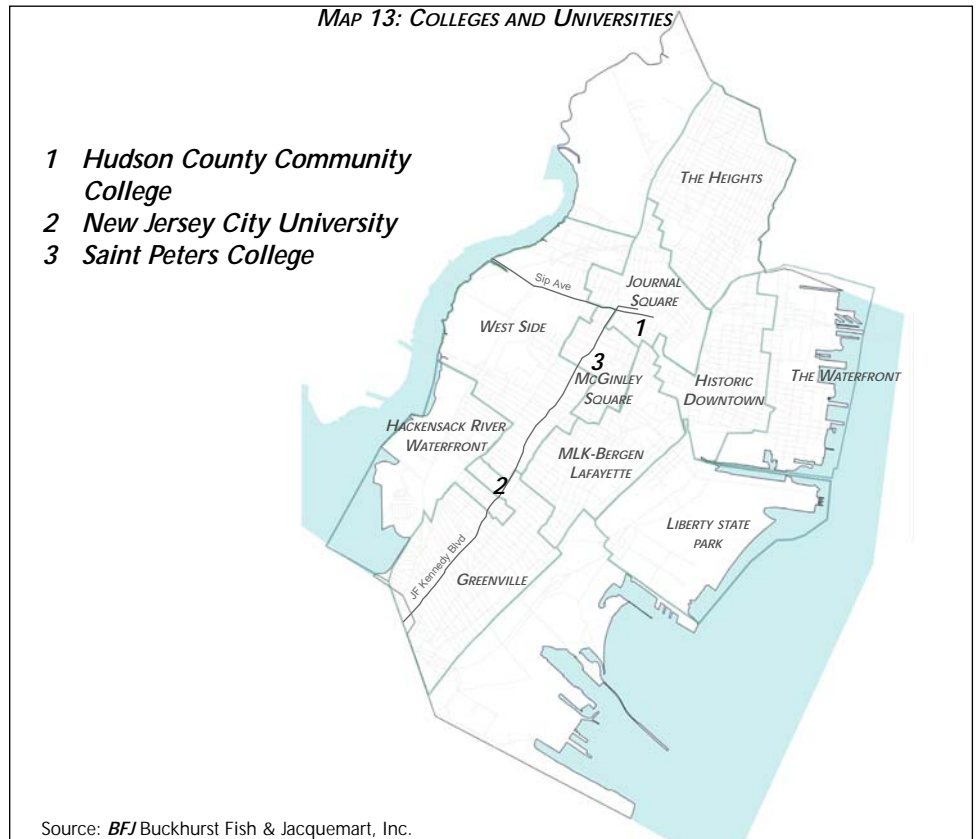 MAP 13: COLLEGES AND UNIVERSITIES
1 Hudson County Community
College
2 New Jersey City University
3 Saint Peters College
THE HEIGHTS
Sip Ave
JOURNAL
SQUARE
1
WEST SIDE
3
MCGINLEY
SQUARE
HISTORIC
DOWNTOWN
THE WATERFRONT
HACKENSACK RIVER
WATERFRONT
MLK-BERGEN
LAFAYETTE
2
LIBERTY STATE
PARK
JF Kennedy Blvd
GREENVILLE
Source: BFJ Buckhurst Fish & Jacquemart, Inc.